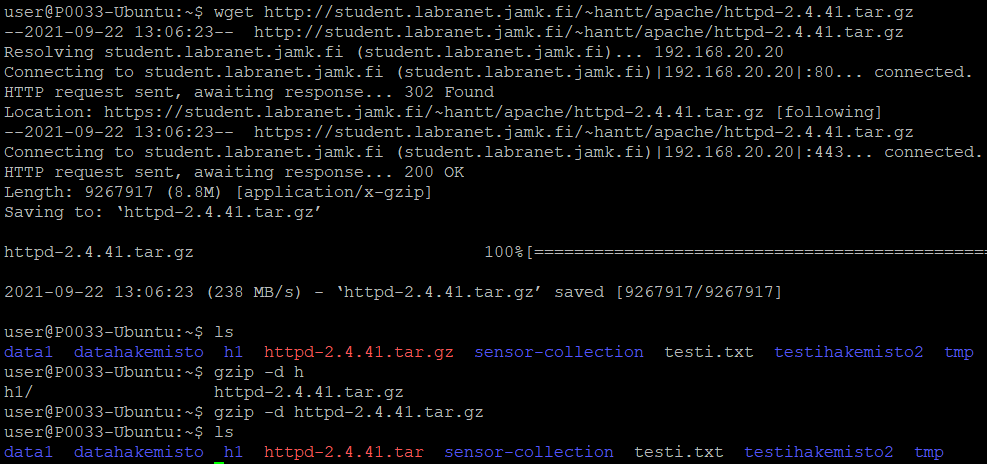 user@P0033-Ubuntu:~$ wget http://student.labranet.jamk.fi/~hantt/apache/httpd-2.4.41.tar.gz
--2021-09-22 13:06:23--  http://student.labranet.jamk.fi/~hantt/apache/httpd-2.4.41.tar.gz
Resolving student.labranet.jamk.fi (student.labranet.jamk.fi)... 192.168.20.20
Connecting to student.labranet.jamk.fi (student.labranet.jamk.fi)|192.168.20.20|:80... connected.
HTTP request sent, awaiting response... 302 Found
Location: https://student.labranet.jamk.fi/~hantt/apache/httpd-2.4.41.tar.gz [following]
--2021-09-22 13:06:23--  https://student.labranet.jamk.fi/~hantt/apache/httpd-2.4.41.tar.gz
Connecting to student.labranet.jamk.fi (student.labranet.jamk.fi)|192.168.20.20|:443... connected.
HTTP request sent, awaiting response... 200 OK
Length: 9267917 (8.8M) [application/x-gzip]
Saving to: ‘httpd-2.4.41.tar.gz’
httpd-2.4.41.tar.gz                             100%[==============================================
2021-09-22 13:06:23 (238 MB/s) - ‘httpd-2.4.41.tar.gz’ saved [9267917/9267917]
user@P0033-Ubuntu:~$ ls
data1  datahakemisto  h1  httpd-2.4.41.tar.gz  sensor-collection  testi.txt  testihakemisto2  tmp
user@P0033-Ubuntu:~$ gzip -d h
h1/                  httpd-2.4.41.tar.gz
user@P0033-Ubuntu:~$ gzip -d httpd-2.4.41.tar.gz
user@P0033-Ubuntu:~$ ls
data1  datahakemisto  h1  httpd-2.4.41.tar  sensor-collection  testi.txt  testihakemisto2  tmp